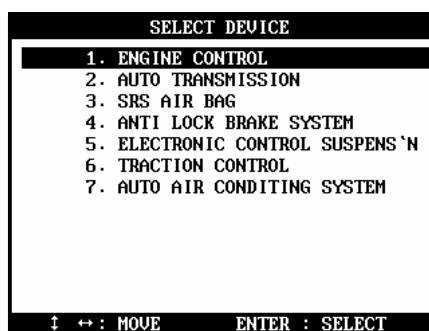 SELECT DEVICE
1. ENGINE CONTROL
2. AUTO TRANSMISSION
3. SRS AIR BAG
4. ANTI LOCK BRAKE SYSTEM
5. ELECTRONIC CONTROL SUSPENS`N
6. TRACTION CONTROL
7. AUTO AIR CONDITING SYSTEM
↕ ↔: MOVE ENTER : SELECT